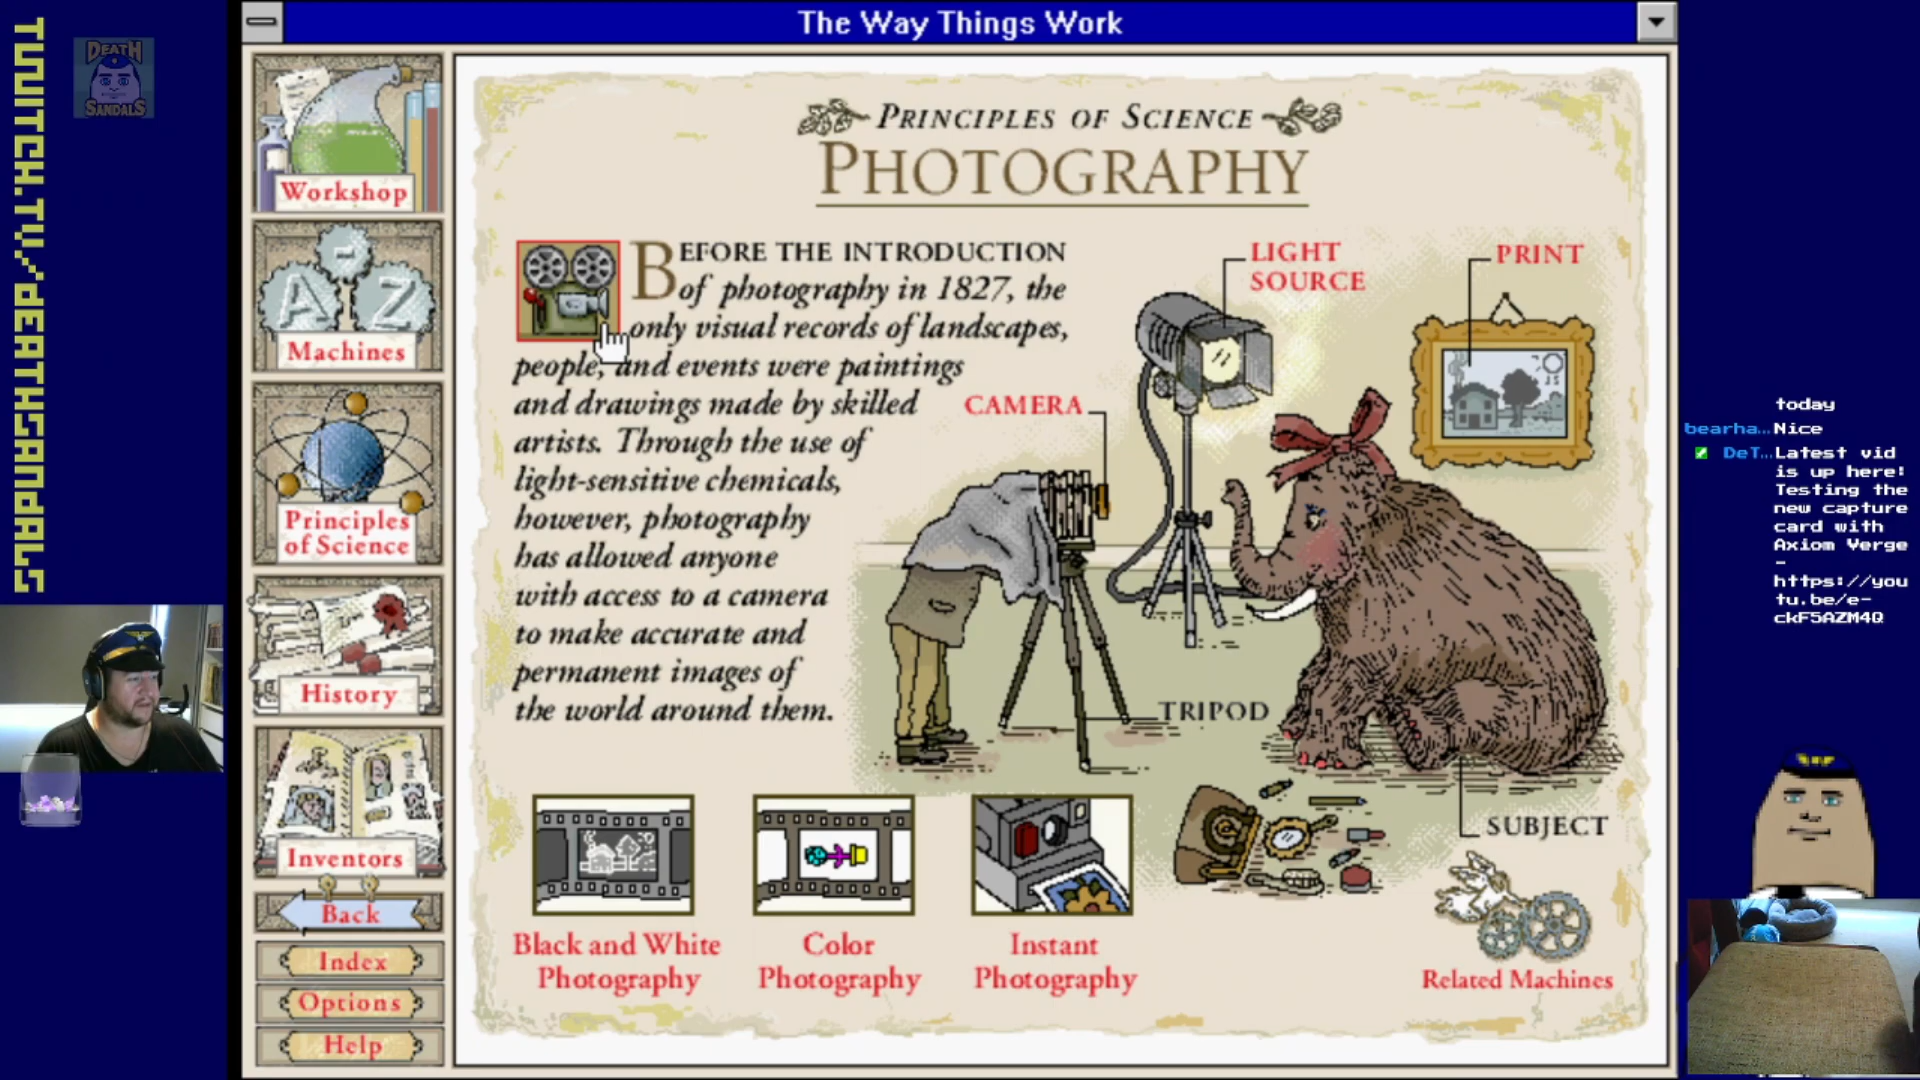 TWITCH.TV/DEATHSANDALS
DEATH
SANDALS
The Way Things Work
Workshop
A - Z
Machines
Principles
of Science
History
Inventors
Back
Index
Options
Help
PRINCIPLES OF SCIENCE
PHOTOGRAPHY
BEFORE THE INTRODUCTION
of photography in 1827, the
only visual records of landscapes,
people, and events were paintings
and drawings made by skilled
artists. Through the use of
light-sensitive chemicals,
however, photography
has allowed anyone
with access to a camera
to make accurate and
permanent images of
the world around them.
LIGHT
SOURCE
PRINT
CAMERA
TRIPOD
SUBJECT
Black and White
Photography
Color
Photography
Instant
Photography
Related Machines
today
bearha... Nice
DeT... Latest vid
is up here:
Testing the
new capture
card with
Axiom Verge
-
https://you
tu.be/e-
ckF5AZM4Q